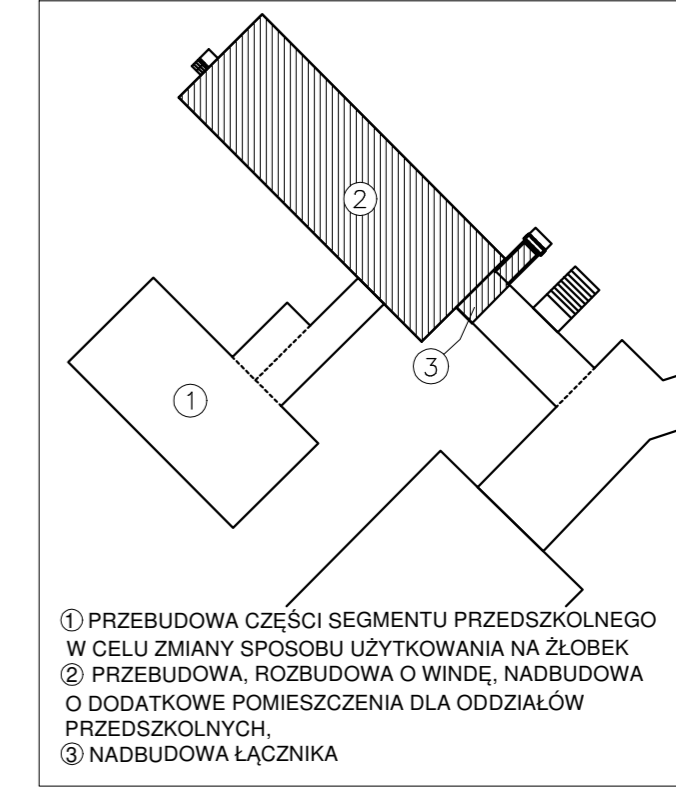 ②
③
①
① PRZEBUDOWA CZĘŚCI SEGMENTU PRZEDSZKOLNEGO
W CELU ZMIANY SPOSOBU UŻYTKOWANIA NA ŻŁOBEK
② PRZEBUDOWA, ROZBUDOWA O WINDĘ, NADBUDOWA
O DODATKOWE POMIESZCZENIA DLA ODDZIAŁÓW
PRZEDSZKOLNYCH,
③ NADBUDOWA ŁĄCZNIKA